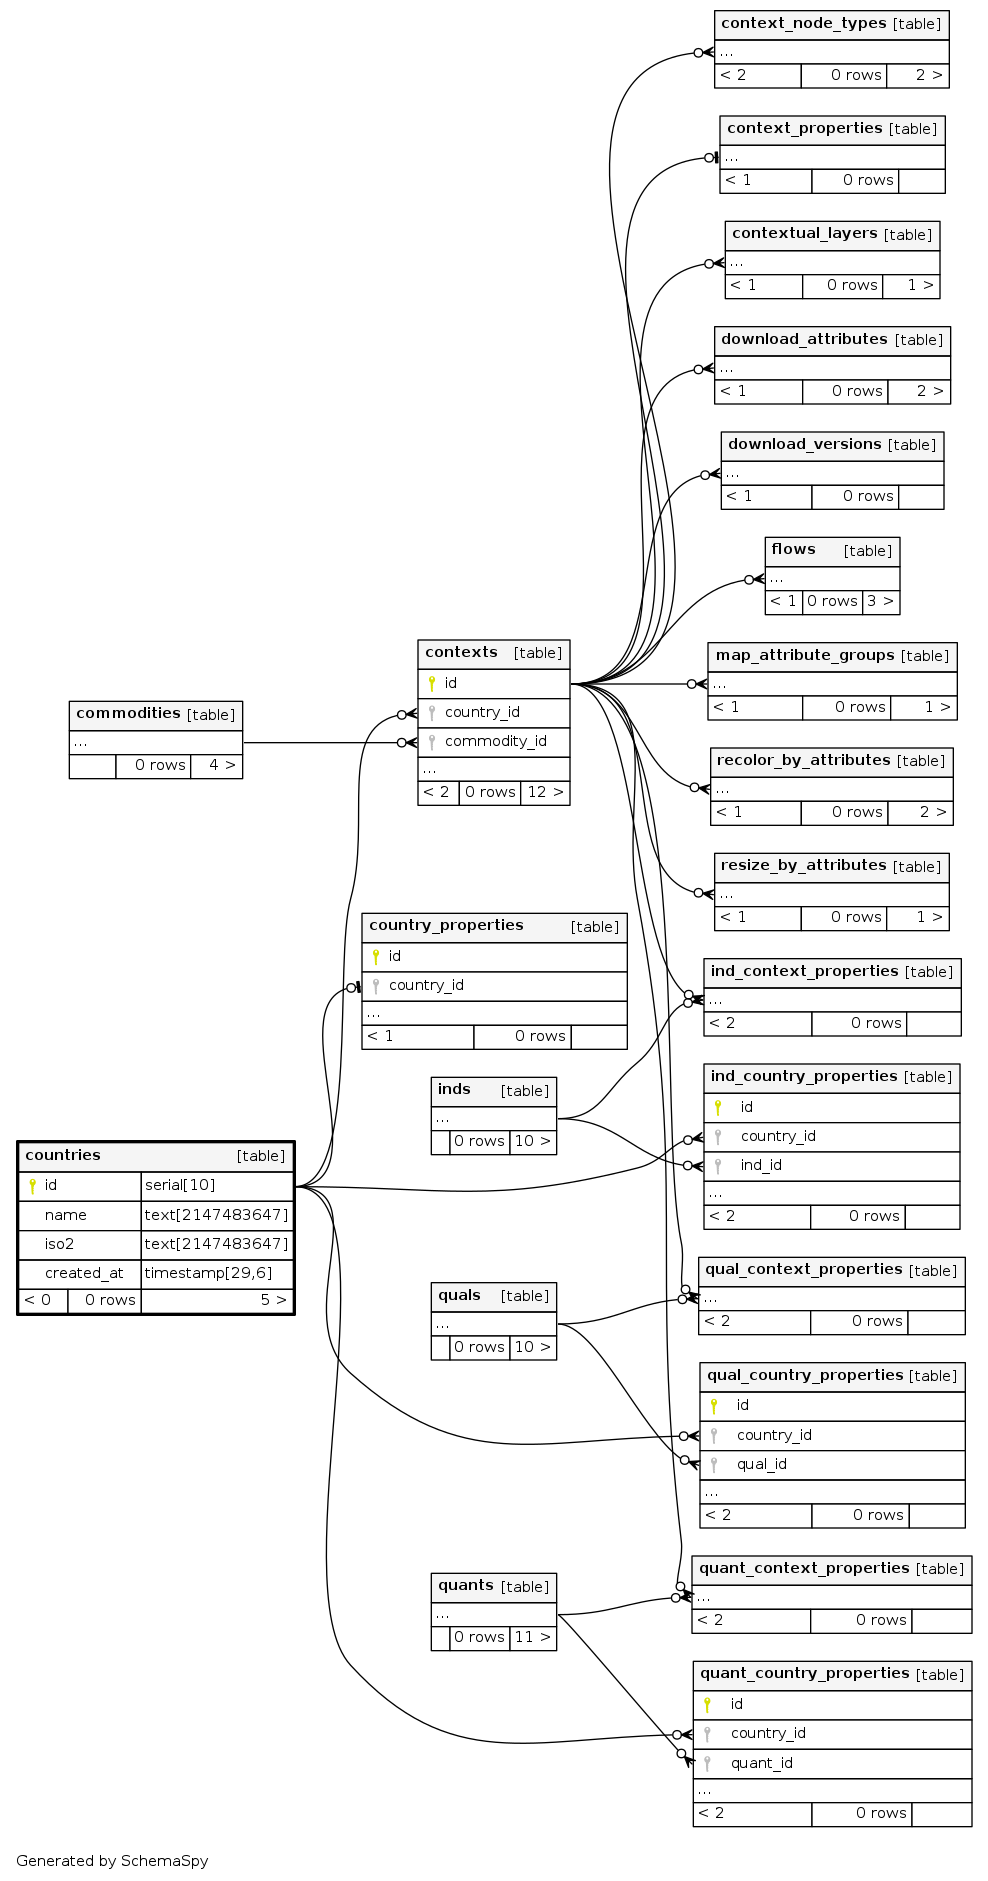 context_node_types [table]
...
< 2 0 rows 2 >
context_properties [table]
...
< 1 0 rows
contextual_layers [table]
...
< 1 0 rows 1 >
download_attributes [table]
...
< 1 0 rows 2 >
download_versions [table]
...
< 1 0 rows
flows [table]
...
< 1 0 rows 3 >
contexts [table]
id
country_id
commodity_id
...
< 2 0 rows 12 >
map_attribute_groups [table]
...
< 1 0 rows 1 >
commodities [table]
...
0 rows 4 >
recolor_by_attributes [table]
...
< 1 0 rows 2 >
resize_by_attributes [table]
...
< 1 0 rows 1 >
country_properties [table]
id
country_id
...
< 1 0 rows
ind_context_properties [table]
...
< 2 0 rows
inds [table]
...
0 rows 10 >
ind_country_properties [table]
id
country_id
ind_id
...
< 2 0 rows
countries [table]
id serial[10]
name text[2147483647]
iso2 text[2147483647]
created_at timestamp[29,6]
< 0 0 rows 5 >
quals [table]
...
0 rows 10 >
qual_context_properties [table]
...
< 2 0 rows
qual_country_properties [table]
id
country_id
qual_id
...
< 2 0 rows
quants [table]
...
0 rows 11 >
quant_context_properties [table]
...
< 2 0 rows
quant_country_properties [table]
id
country_id
quant_id
...
< 2 0 rows
Generated by SchemaSpy